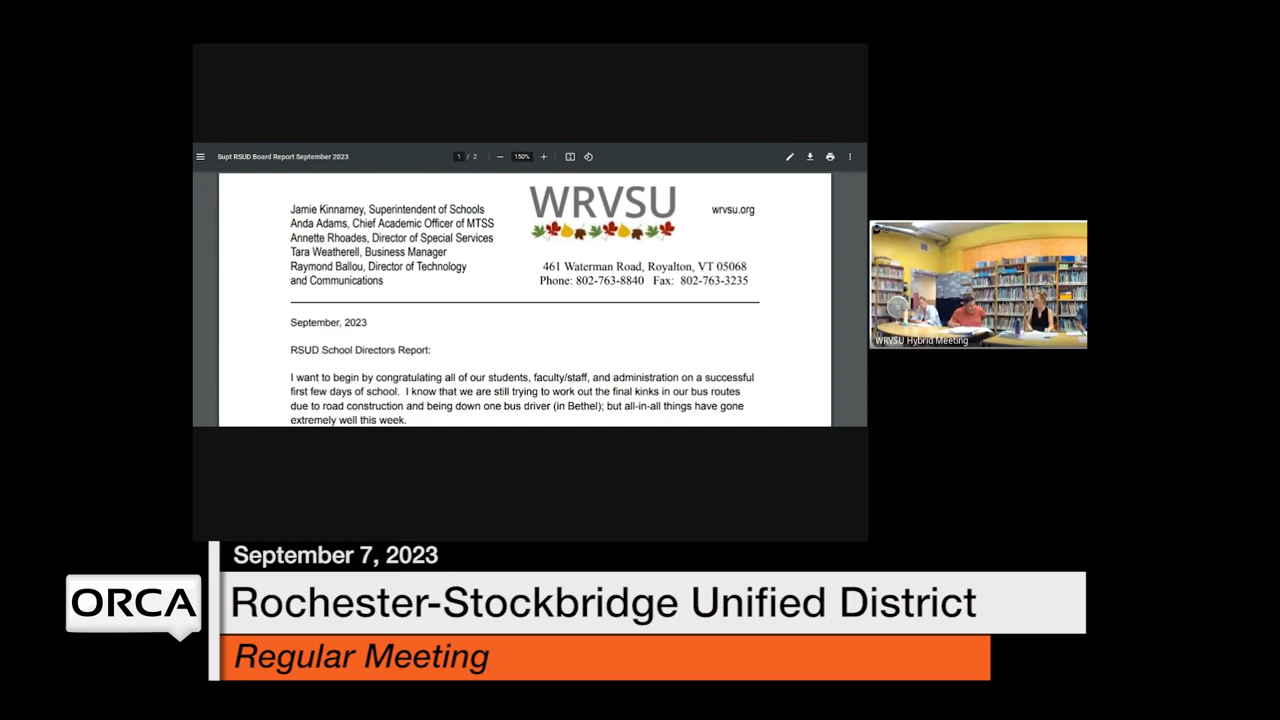 Supt RSUD Board Report September 2023
1 / 2
150%
Jamie Kinnarney, Superintendent of Schools
Anda Adams, Chief Academic Officer of MTSS
Annette Rhoades, Director of Special Services
Tara Weatherell, Business Manager
Raymond Ballou, Director of Technology
and Communications
WRVSU
wrvsu.org
461 Waterman Road, Royalton, VT 05068
Phone: 802-763-8840 Fax: 802-763-3235
September, 2023
RSUD School Directors Report:
I want to begin by congratulating all of our students, faculty/staff, and administration on a successful
first few days of school. I know that we are still trying to work out the final kinks in our bus routes
due to road construction and being down one bus driver (in Bethel); but all-in-all things have gone
extremely well this week.
WRVSU Hybrid Meeting
September 7, 2023
ORCA
Rochester-Stockbridge Unified District
Regular Meeting